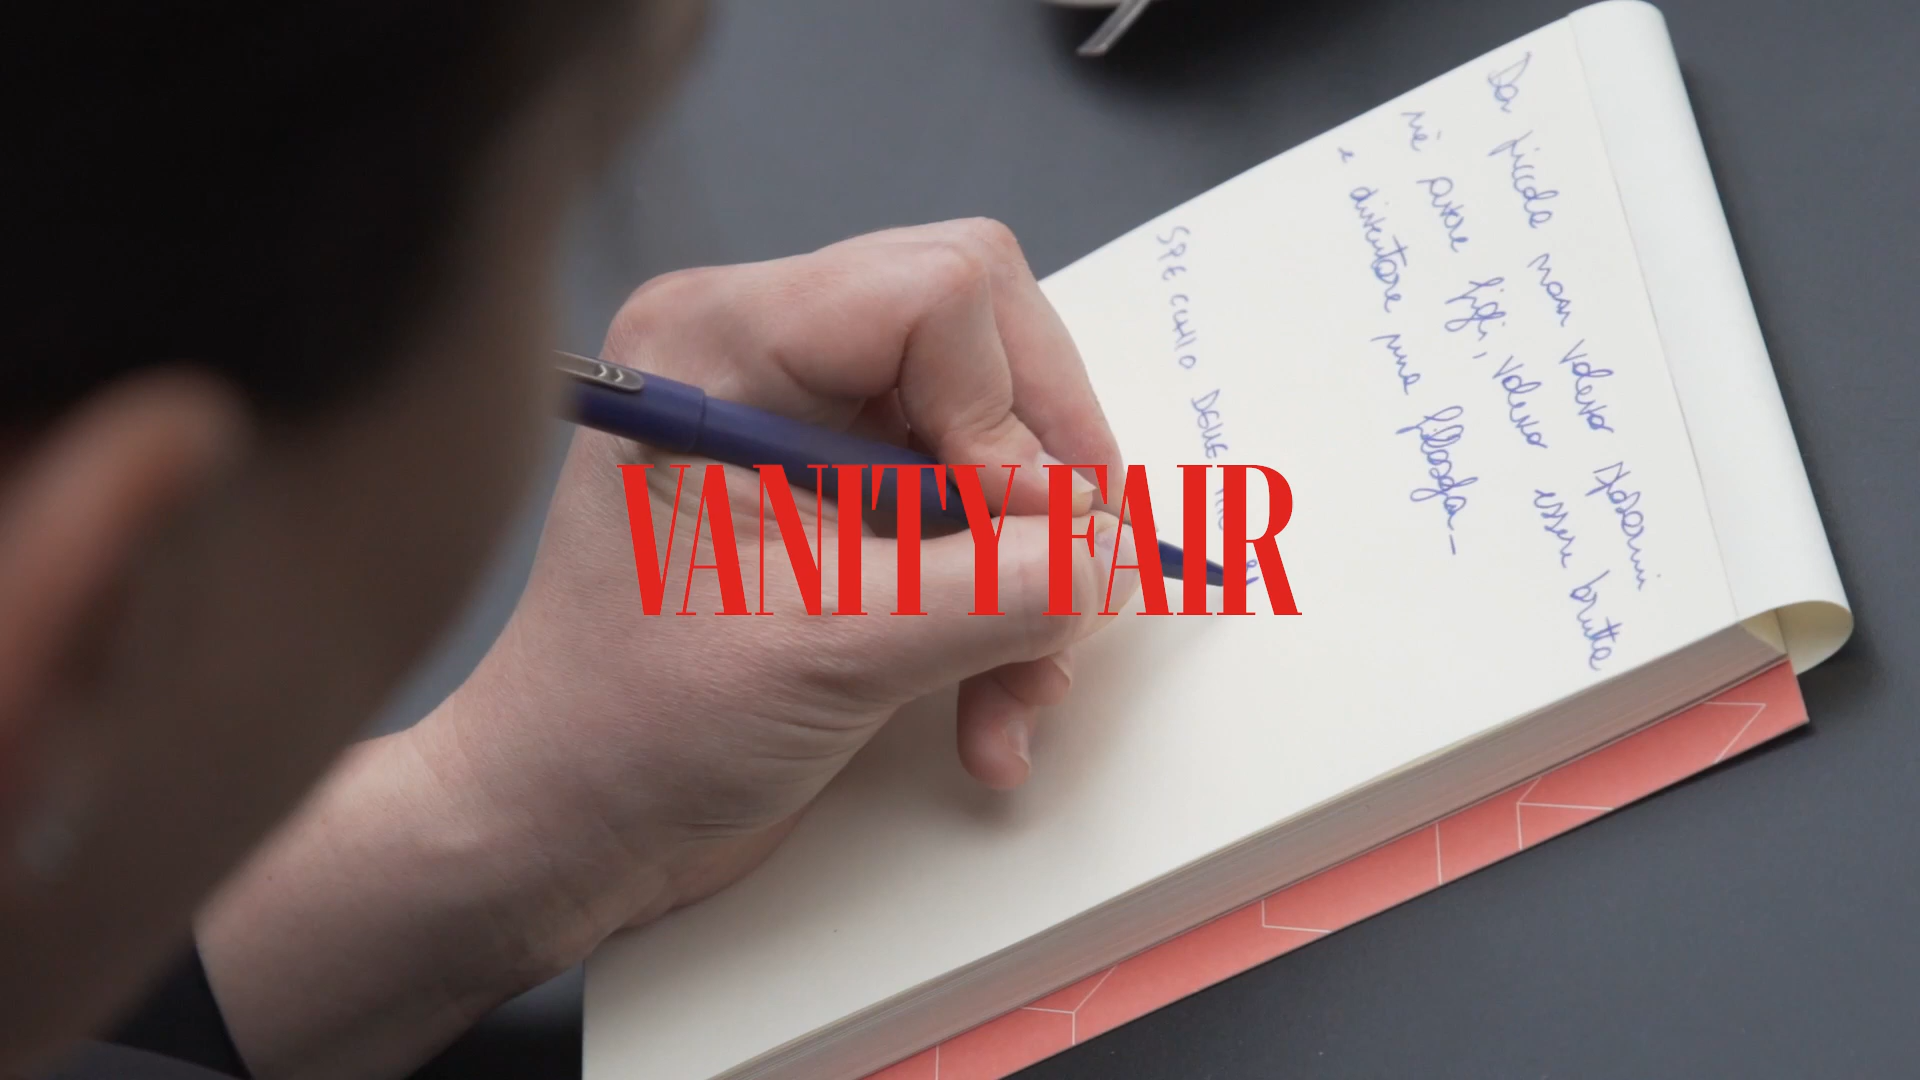 Da piccola non volevo sposarmi
né avere figli, volevo essere brutta
e diventare una filosofa -
SPECCHIO DELLE
VANITY FAIR